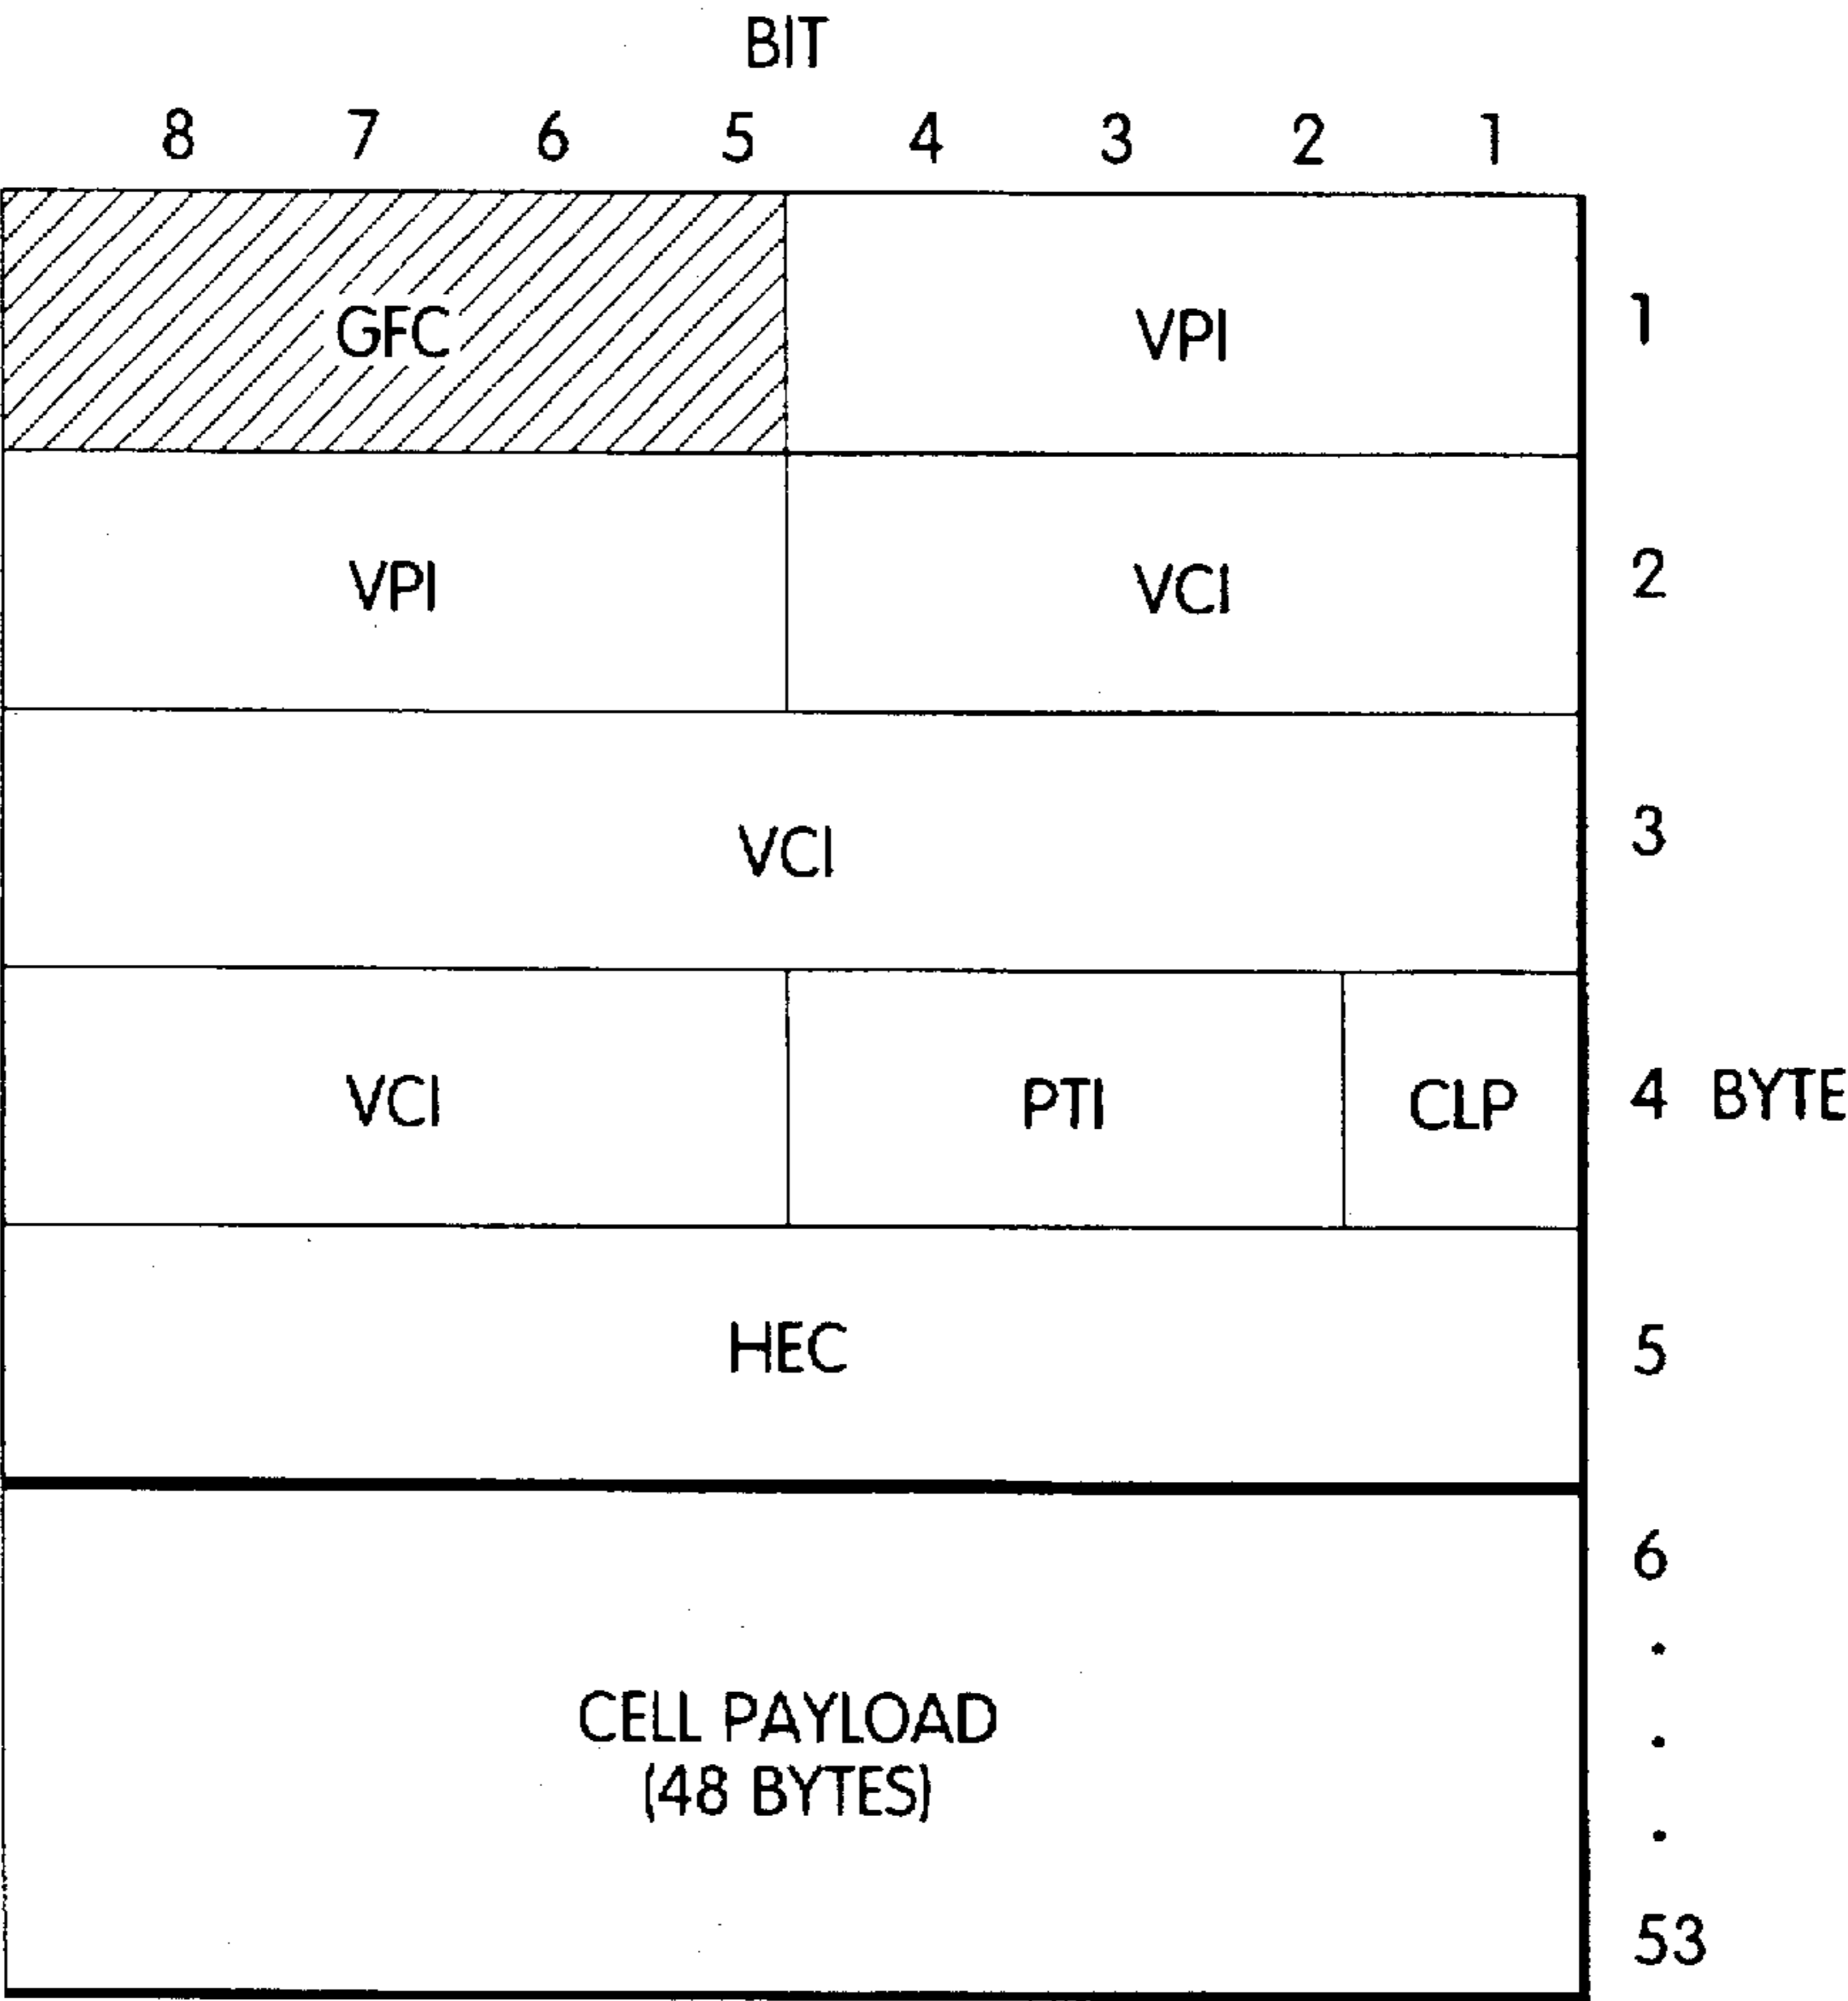 BIT
8 7 6 5 4 3 2 1
GFC VPI 1
VPI VCI 2
VCI 3
VCI PTI CLP 4 BYTE
HEC 5
6
CELL PAYLOAD
(48 BYTES)
53